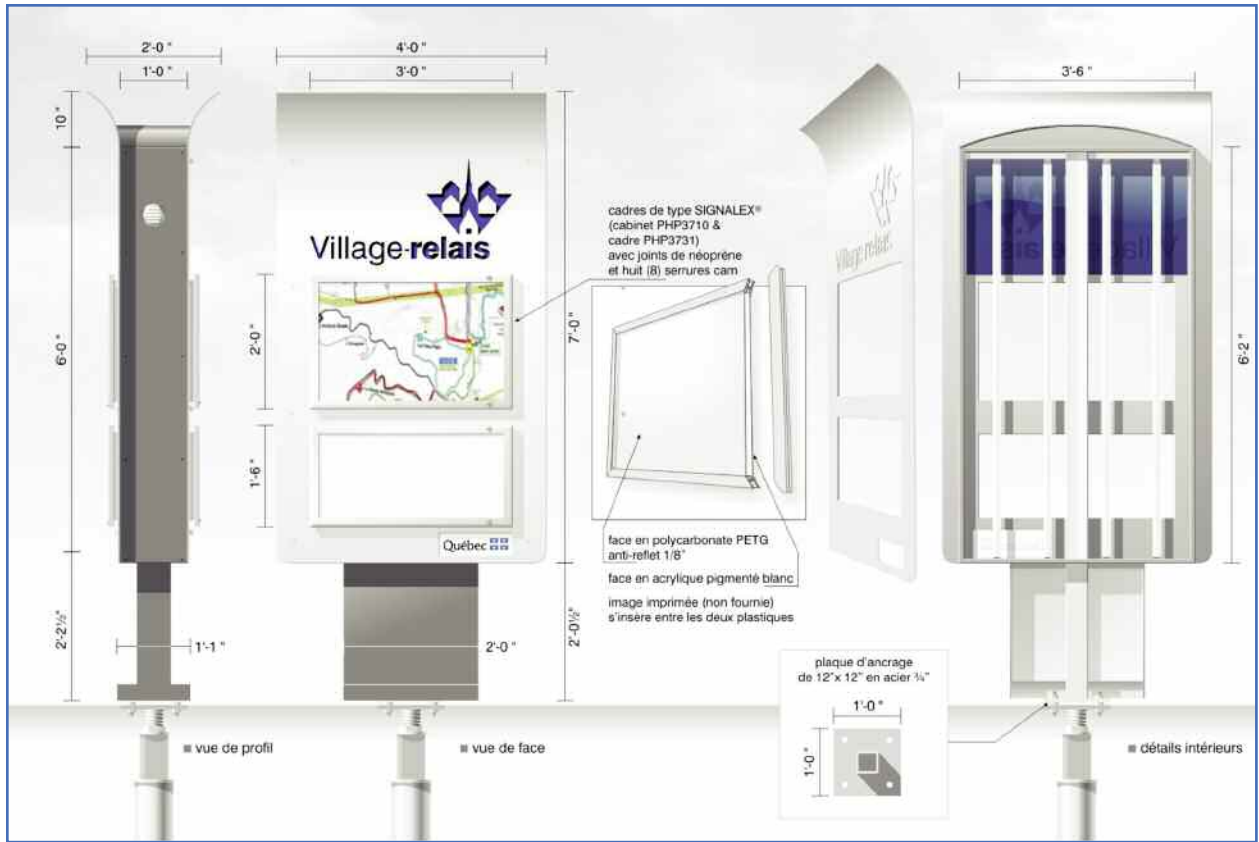 2'-0 "
1'-0 "
10 "
6'-0 "
2'-2½"
1'-1 "
vue de profil
4'-0 "
3'-0 "
Village-relais
2'-0 "
1'-6 "
7'-0 "
Québec
2'-0 "
2'-0½"
vue de face
cadres de type SIGNALEX®
(cabinet PHP3710 &
cadre PHP3731)
avec joints de néoprène
et huit (8) serrures cam
face en polycarbonate PETG
anti-reflet 1/8"
face en acrylique pigmenté blanc
image imprimée (non fournie)
s'insère entre les deux plastiques
Village relais
plaque d'ancrage
de 12"x 12" en acier ¾"
1'-0 "
1'-0 "
3'-6 "
Village relais
6'-2 "
détails intérieurs